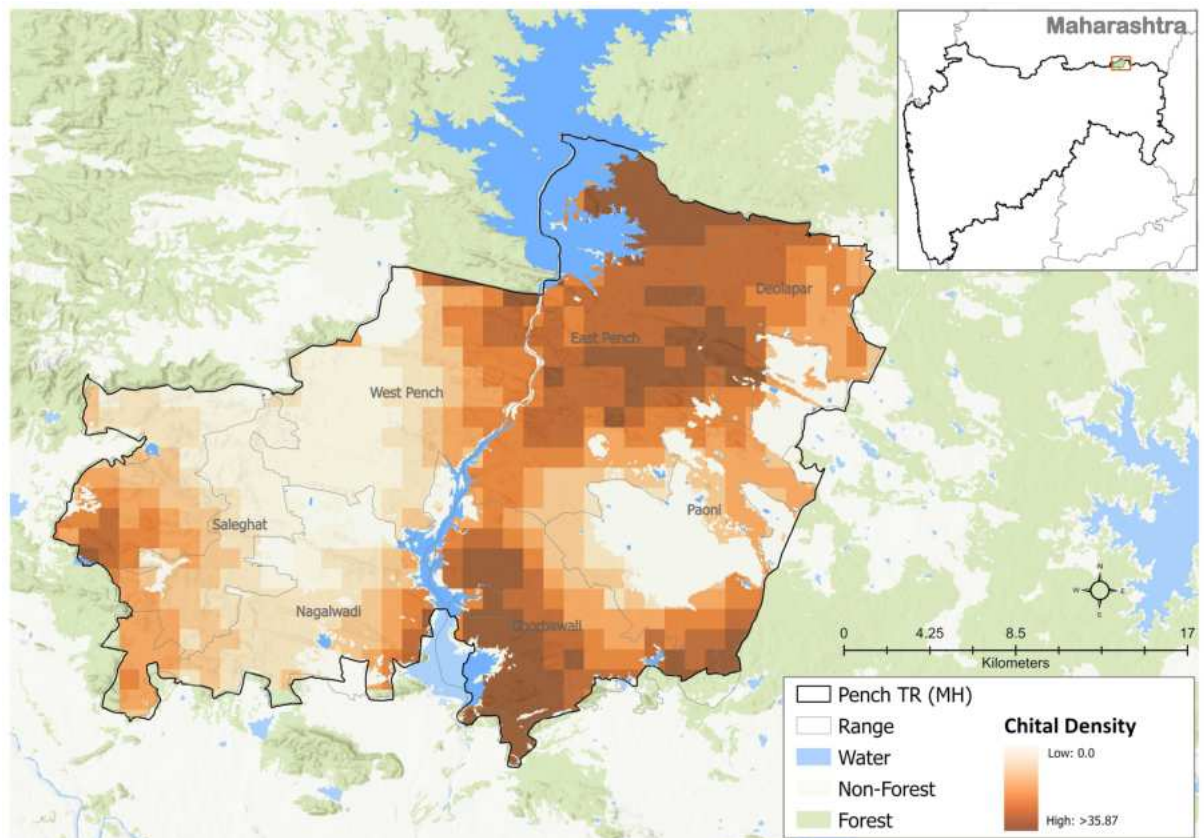 Maharashtra
Deolapar
East Pench
West Pench
Paoni
Saleghat
Nagalwadi
Chorbawali
N
W
E
S
0
4.25
8.5
17
Kilometers
Pench TR (MH)
Range
Water
Non-Forest
Forest
Chital Density
Low: 0.0
High: >35.87